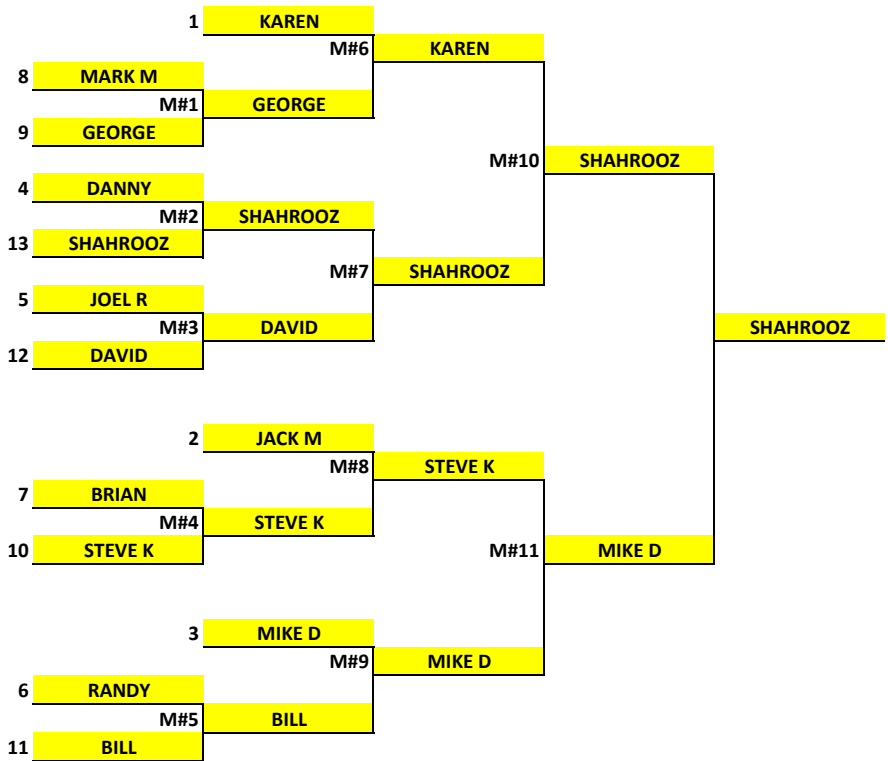 1 KAREN
M#6 KAREN
8 MARK M
M#1 GEORGE
9 GEORGE
M#10 SHAHROOZ
4 DANNY
M#2 SHAHROOZ
13 SHAHROOZ
M#7 SHAHROOZ
5 JOEL R
M#3 DAVID
SHAHROOZ
12 DAVID
2 JACK M
M#8 STEVE K
7 BRIAN
M#4 STEVE K
10 STEVE K
M#11 MIKE D
3 MIKE D
M#9 MIKE D
6 RANDY
M#5 BILL
11 BILL